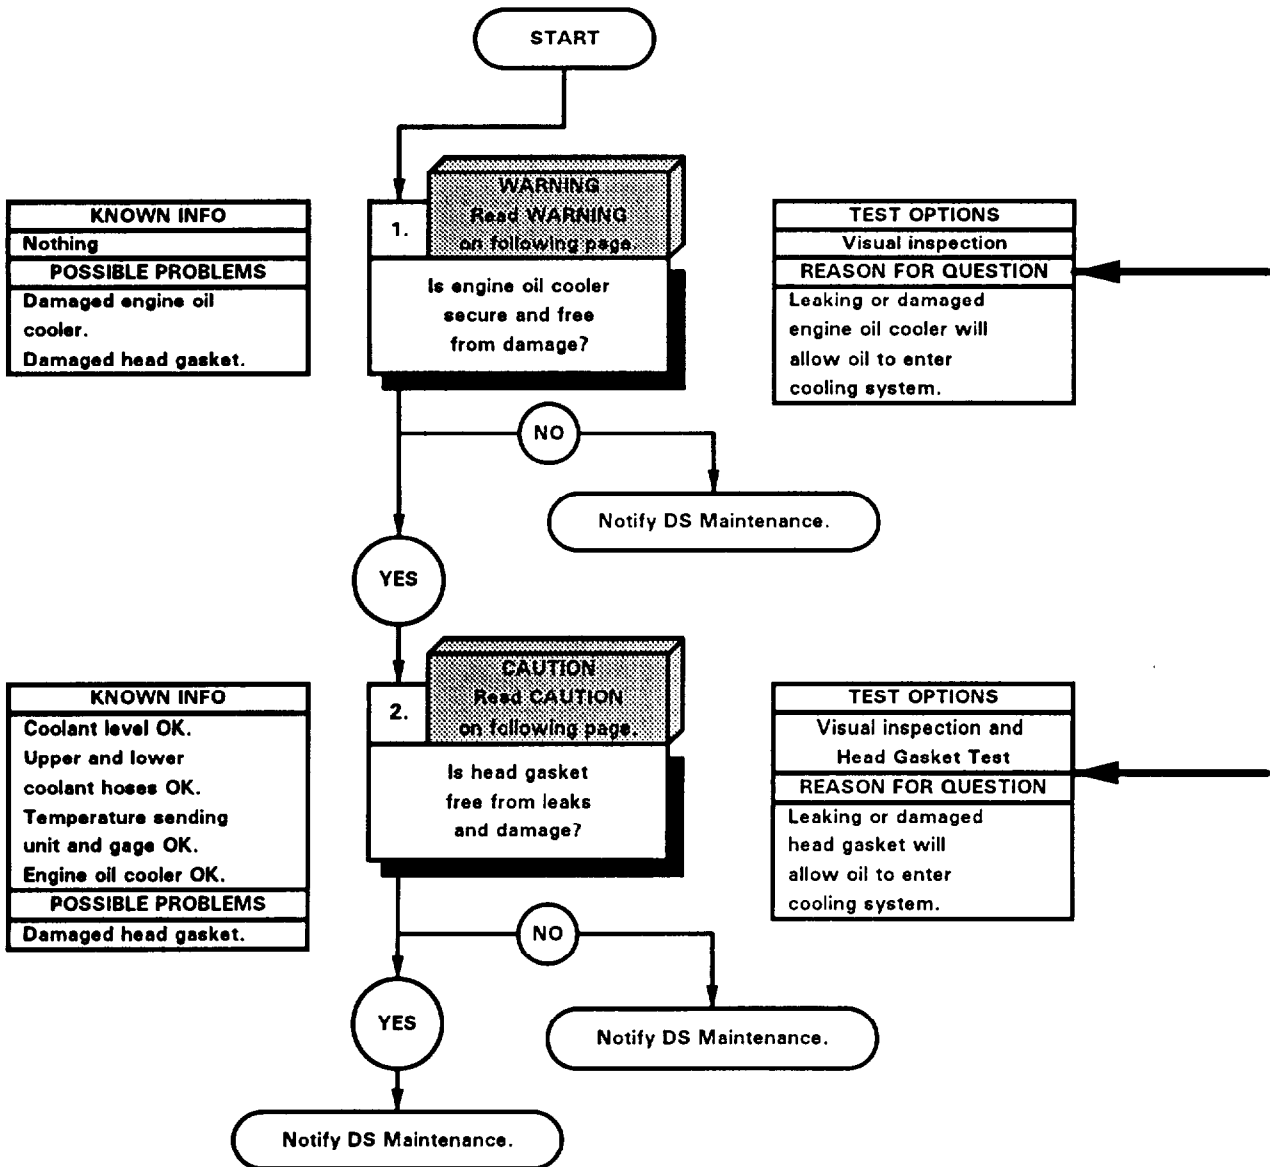 START
KNOWN INFO
Nothing
POSSIBLE PROBLEMS
Damaged engine oil
cooler.
Damaged head gasket.
1.
WARNING
Read WARNING
on following page.
Is engine oil cooler
secure and free
from damage?
TEST OPTIONS
Visual inspection
REASON FOR QUESTION
Leaking or damaged
engine oil cooler will
allow oil to enter
cooling system.
NO
Notify DS Maintenance.
YES
KNOWN INFO
Coolant level OK.
Upper and lower
coolant hoses OK.
Temperature sending
unit and gage OK.
Engine oil cooler OK.
POSSIBLE PROBLEMS
Damaged head gasket.
2.
CAUTION
Read CAUTION
on following page.
Is head gasket
free from leaks
and damage?
TEST OPTIONS
Visual inspection and
Head Gasket Test
REASON FOR QUESTION
Leaking or damaged
head gasket will
allow oil to enter
cooling system.
NO
Notify DS Maintenance.
YES
Notify DS Maintenance.